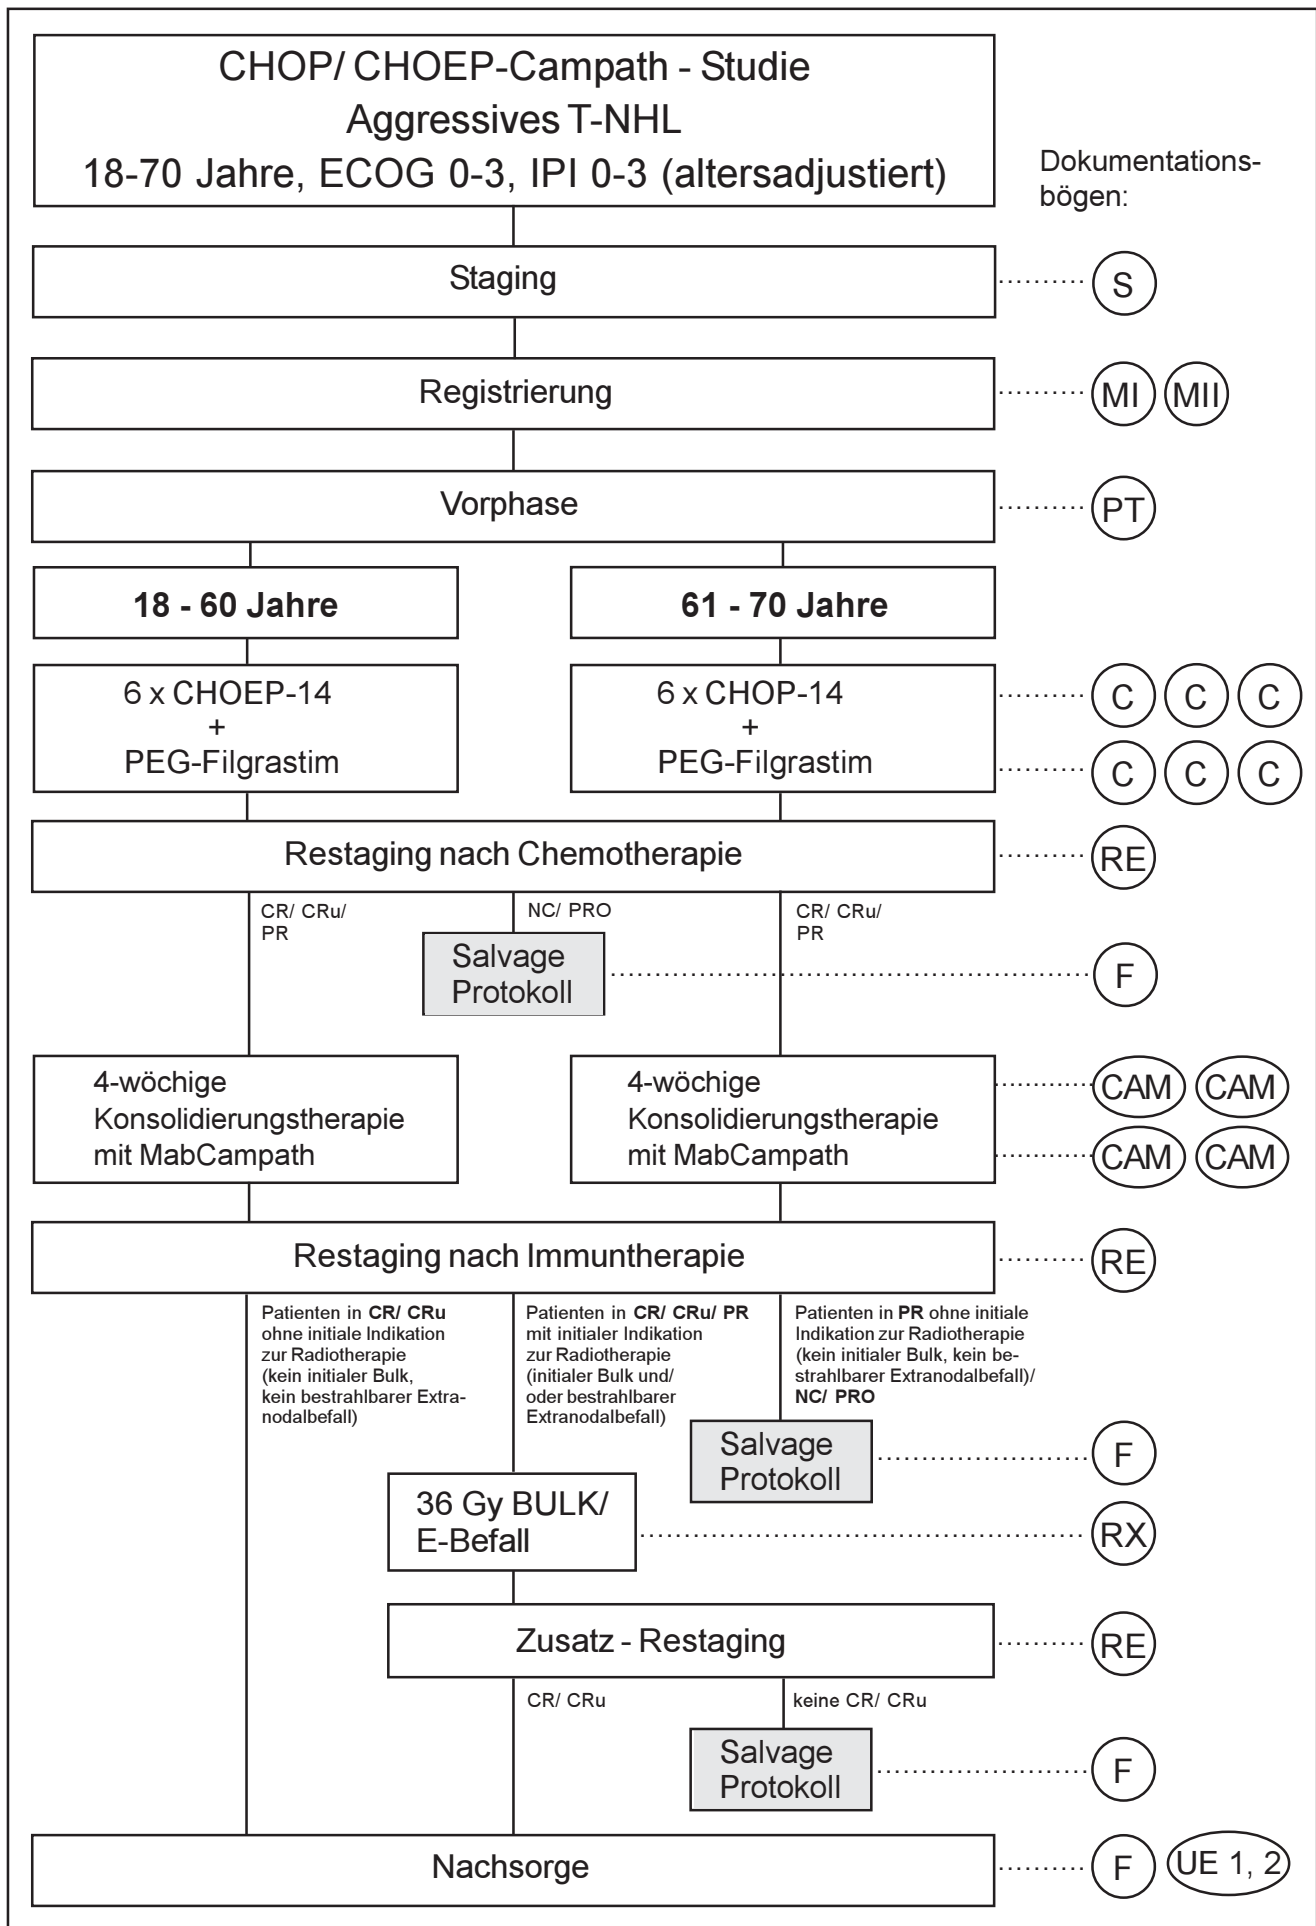 CHOP/ CHOEP-Campath - Studie
Aggressives T-NHL
18-70 Jahre, ECOG 0-3, IPI 0-3 (altersadjustiert)
Dokumentations-
bögen:
Staging
S
Registrierung
MI MII
Vorphase
PT
18 - 60 Jahre
61 - 70 Jahre
6 x CHOEP-14
+
PEG-Filgrastim
6 x CHOP-14
+
PEG-Filgrastim
C C C
C C C
Restaging nach Chemotherapie
RE
CR/ CRu/
PR
NC/ PRO
CR/ CRu/
PR
Salvage
Protokoll
F
4-wöchige
Konsolidierungstherapie
mit MabCampath
4-wöchige
Konsolidierungstherapie
mit MabCampath
CAM CAM
CAM CAM
Restaging nach Immuntherapie
RE
Patienten in CR/ CRu
ohne initiale Indikation
zur Radiotherapie
(kein initialer Bulk,
kein bestrahlbarer Extra-
nodalbefall)
Patienten in CR/ CRu/ PR
mit initialer Indikation
zur Radiotherapie
(initialer Bulk und/
oder bestrahlbarer
Extranodalbefall)
Patienten in PR ohne initiale
Indikation zur Radiotherapie
(kein initialer Bulk, kein be-
strahlbarer Extranodalbefall)/
NC/ PRO
Salvage
Protokoll
F
36 Gy BULK/
E-Befall
RX
Zusatz - Restaging
RE
CR/ CRu
keine CR/ CRu
Salvage
Protokoll
F
Nachsorge
F UE 1, 2